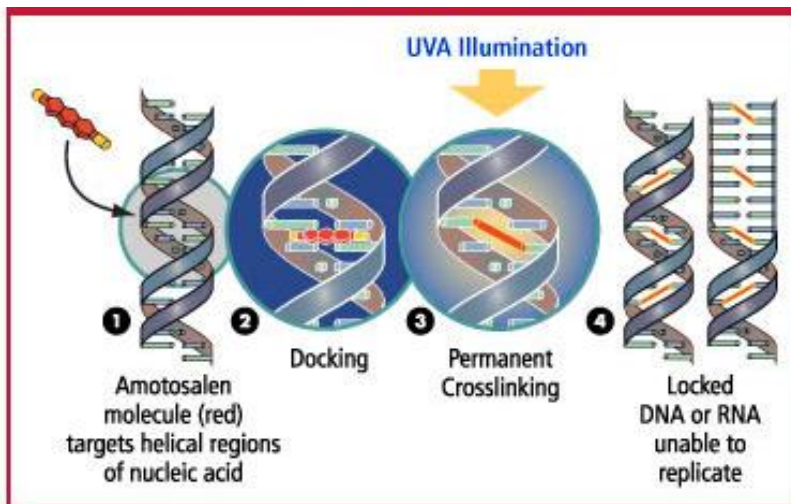 UVA Illumination
1
Amotosalen
molecule (red)
targets helical regions
of nucleic acid
2
Docking
3
Permanent
Crosslinking
4
Locked
DNA or RNA
unable to
replicate